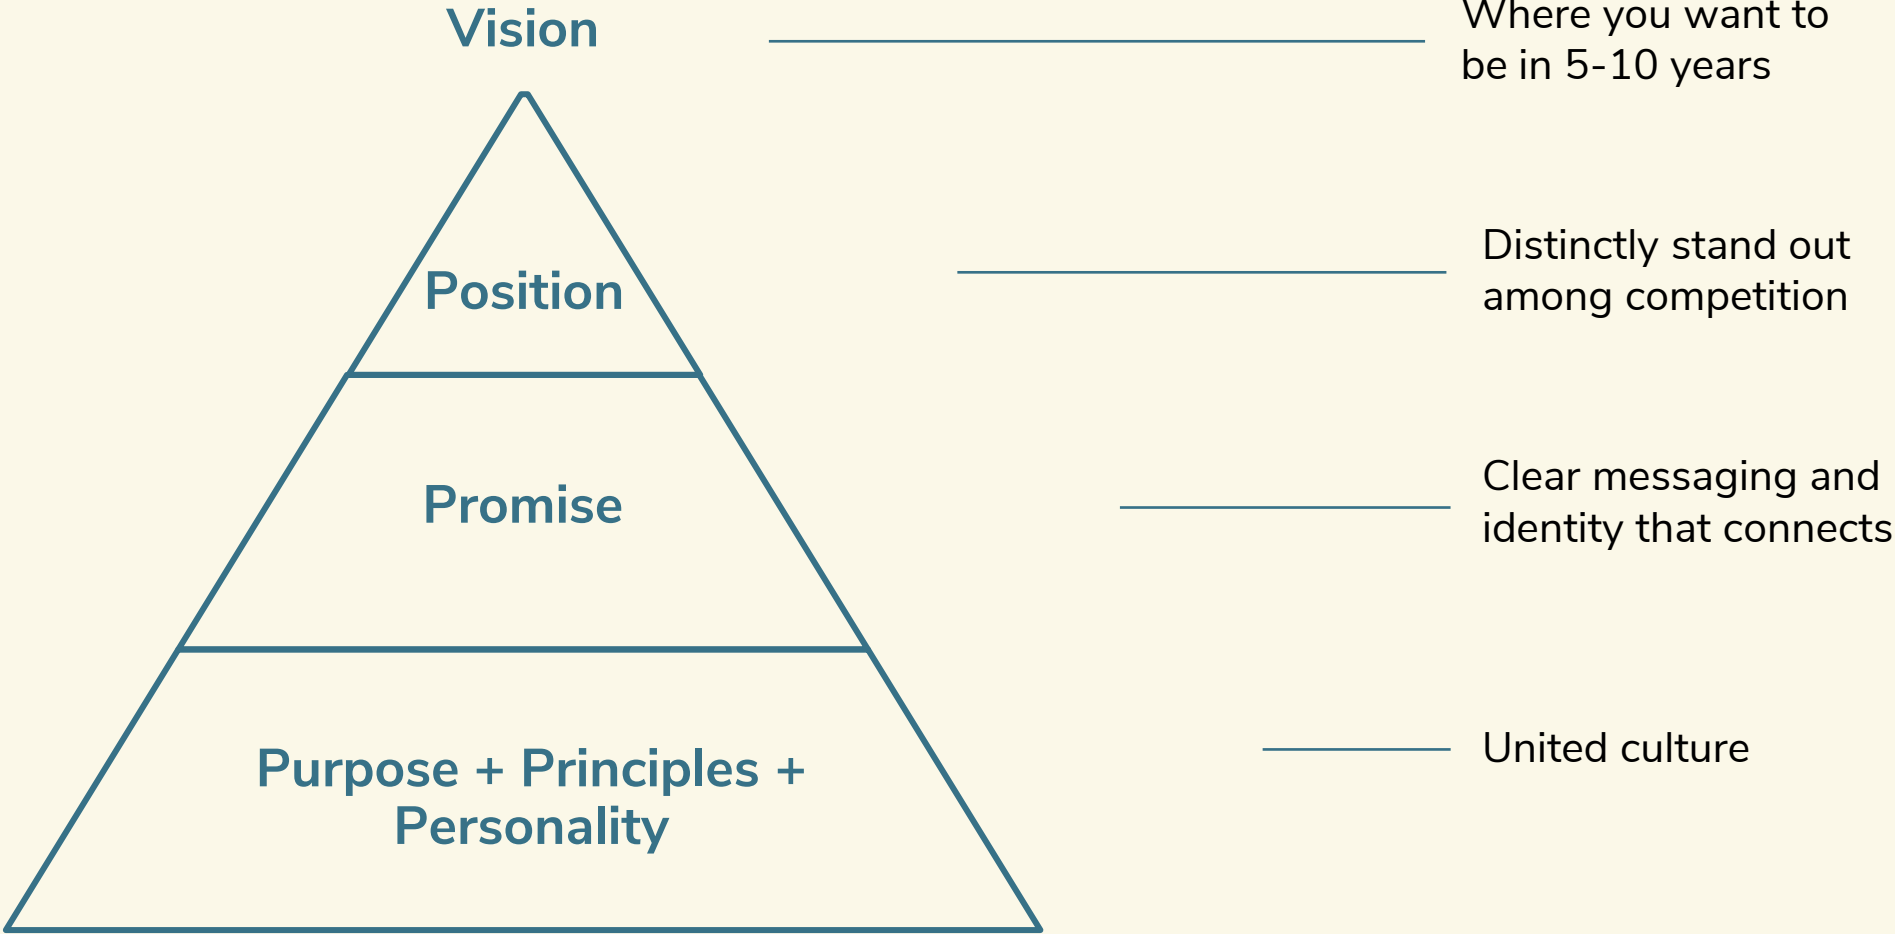 Vision
Where you want to
be in 5-10 years
Position
Distinctly stand out
among competition
Promise
Clear messaging and
identity that connects
Purpose + Principles +
Personality
United culture